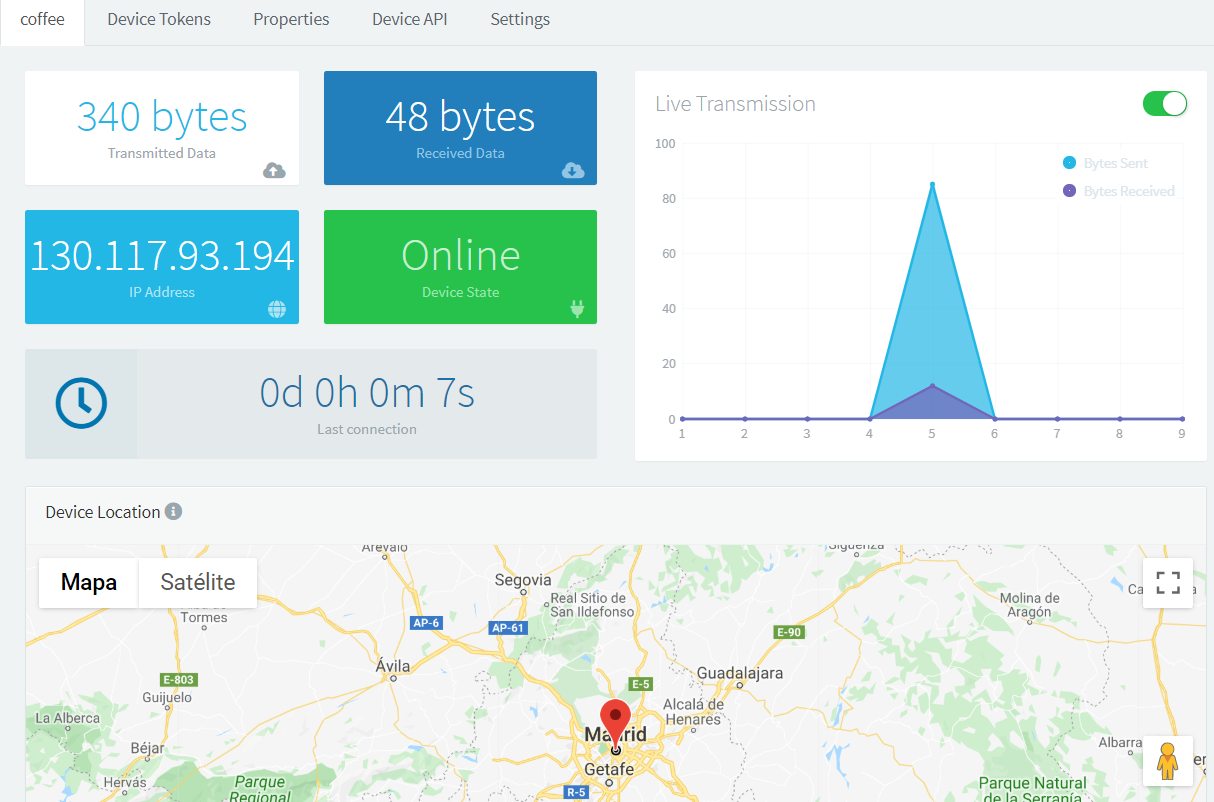 coffee
Device Tokens
Properties
Device API
Settings
340 bytes
Transmitted Data
48 bytes
Received Data
130.117.93.194
IP Address
Online
Device State
0d 0h 0m 7s
Last connection
Live Transmission
Bytes Sent
Bytes Received
100
80
60
40
20
0
1 2 3 4 5 6 7 8 9
Device Location
Mapa
Satélite
Arévalo
Segovia
Real Sitio de
San Ildefonso
Sigüenza
Molina de
Aragón
Tormes
AP-6
AP-61
E-90
Ávila
E-803
Guijuelo
E-5
Guadalajara
Alcalá de
Henares
La Alberca
Béjar
Madrid
Getafe
Hervás
Parque
Regional
R-5
Albarra
Parque Natural
de la Serranía